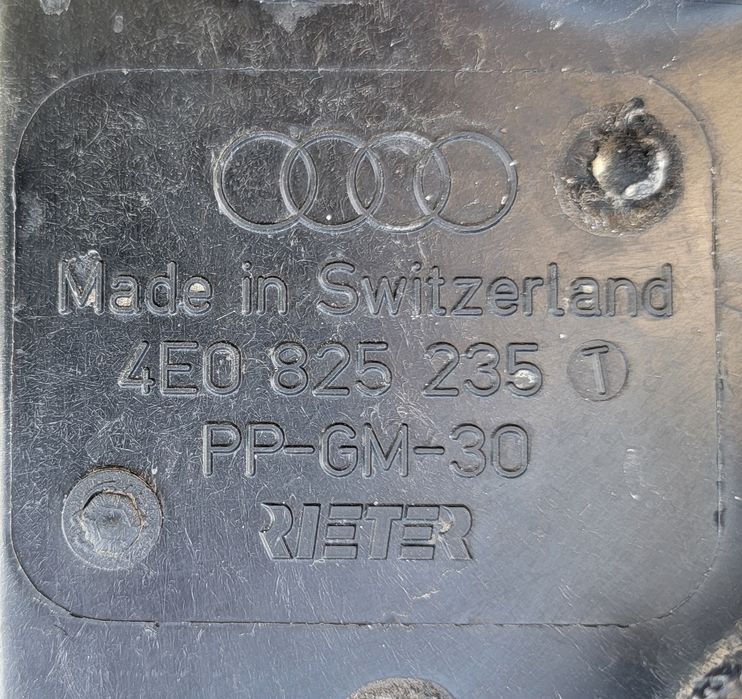 Made in Switzerland
4E0 825 235 T
PP-GM-30
RIETER